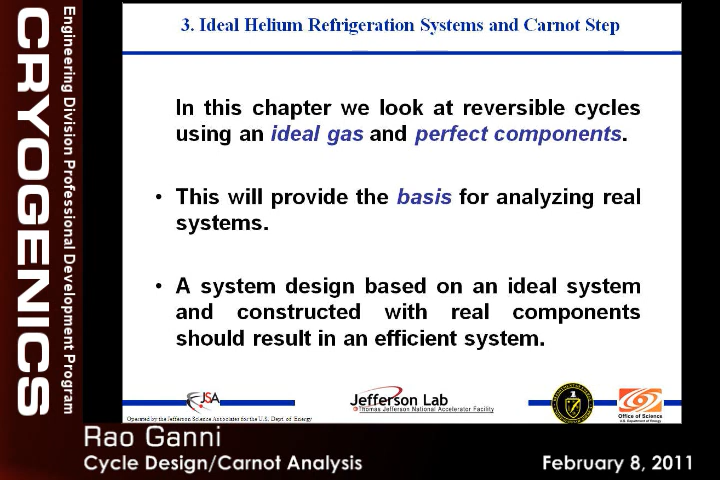 Engineering Division Professional Development Program
CRYOGENICS
3. Ideal Helium Refrigeration Systems and Carnot Step
In this chapter we look at reversible cycles
using an ideal gas and perfect components.
• This will provide the basis for analyzing real
systems.
• A system design based on an ideal system
and constructed with real components
should result in an efficient system.
JSA
Jefferson Lab
Thomas Jefferson National Accelerator Facility
Office of Science
U.S. Department of Energy
Operated by the Jefferson Science Associates for the U.S. Dept. of Energy
Rao Ganni
Cycle Design/Carnot Analysis
February 8, 2011